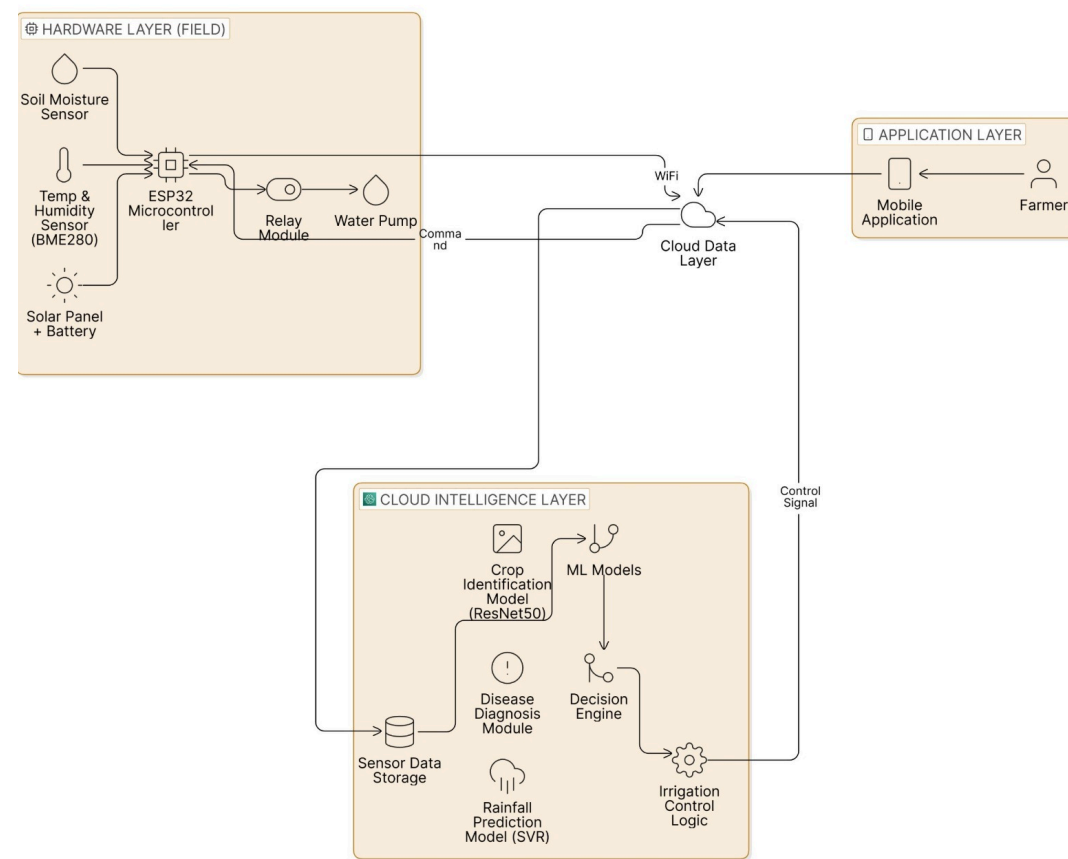 HARDWARE LAYER (FIELD)
Soil Moisture
Sensor
Temp &
Humidity
Sensor
(BME280)
ESP32
Microcontrol
ler
Relay
Module
Water Pump
Solar Panel
+ Battery
WiFi
Comma
nd
Cloud Data
Layer
APPLICATION LAYER
Mobile
Application
Farmer
Control
Signal
CLOUD INTELLIGENCE LAYER
Crop
Identification
Model
(ResNet50)
ML Models
Disease
Diagnosis
Module
Decision
Engine
Sensor Data
Storage
Rainfall
Prediction
Model (SVR)
Irrigation
Control
Logic